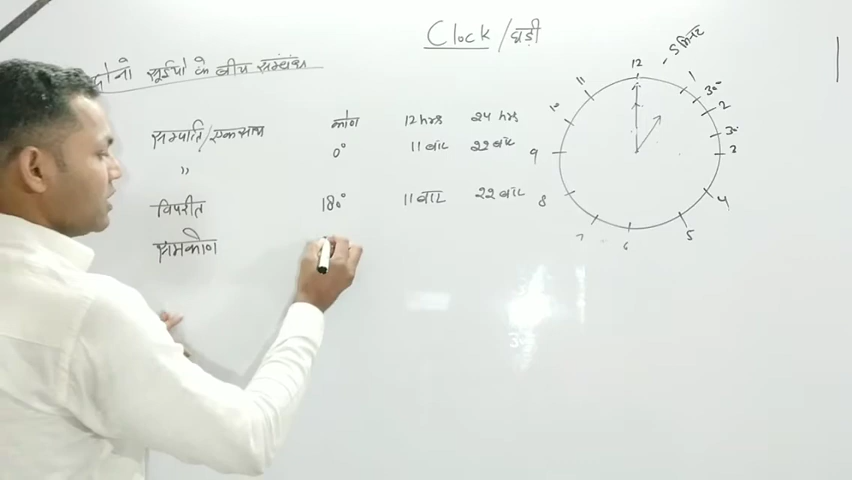 Clock / घड़ी
दोनो सूईयो के बीच सम्बंध
कोण 12 hrs 24 hrs
सम्पाति/एकसाथ 0° 11 बार 22 बार
"
विपरीत 180° 11 बार 22 बार
समकोण
5 मिनट
12
1
30°
2
30
3
4
5
6
7
8
9
10
11